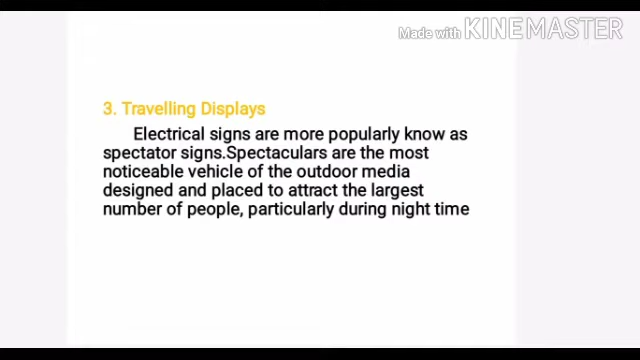 Made with KINEMASTER
3. Travelling Displays
Electrical signs are more popularly know as
spectator signs.Spectaculars are the most
noticeable vehicle of the outdoor media
designed and placed to attract the largest
number of people, particularly during night time